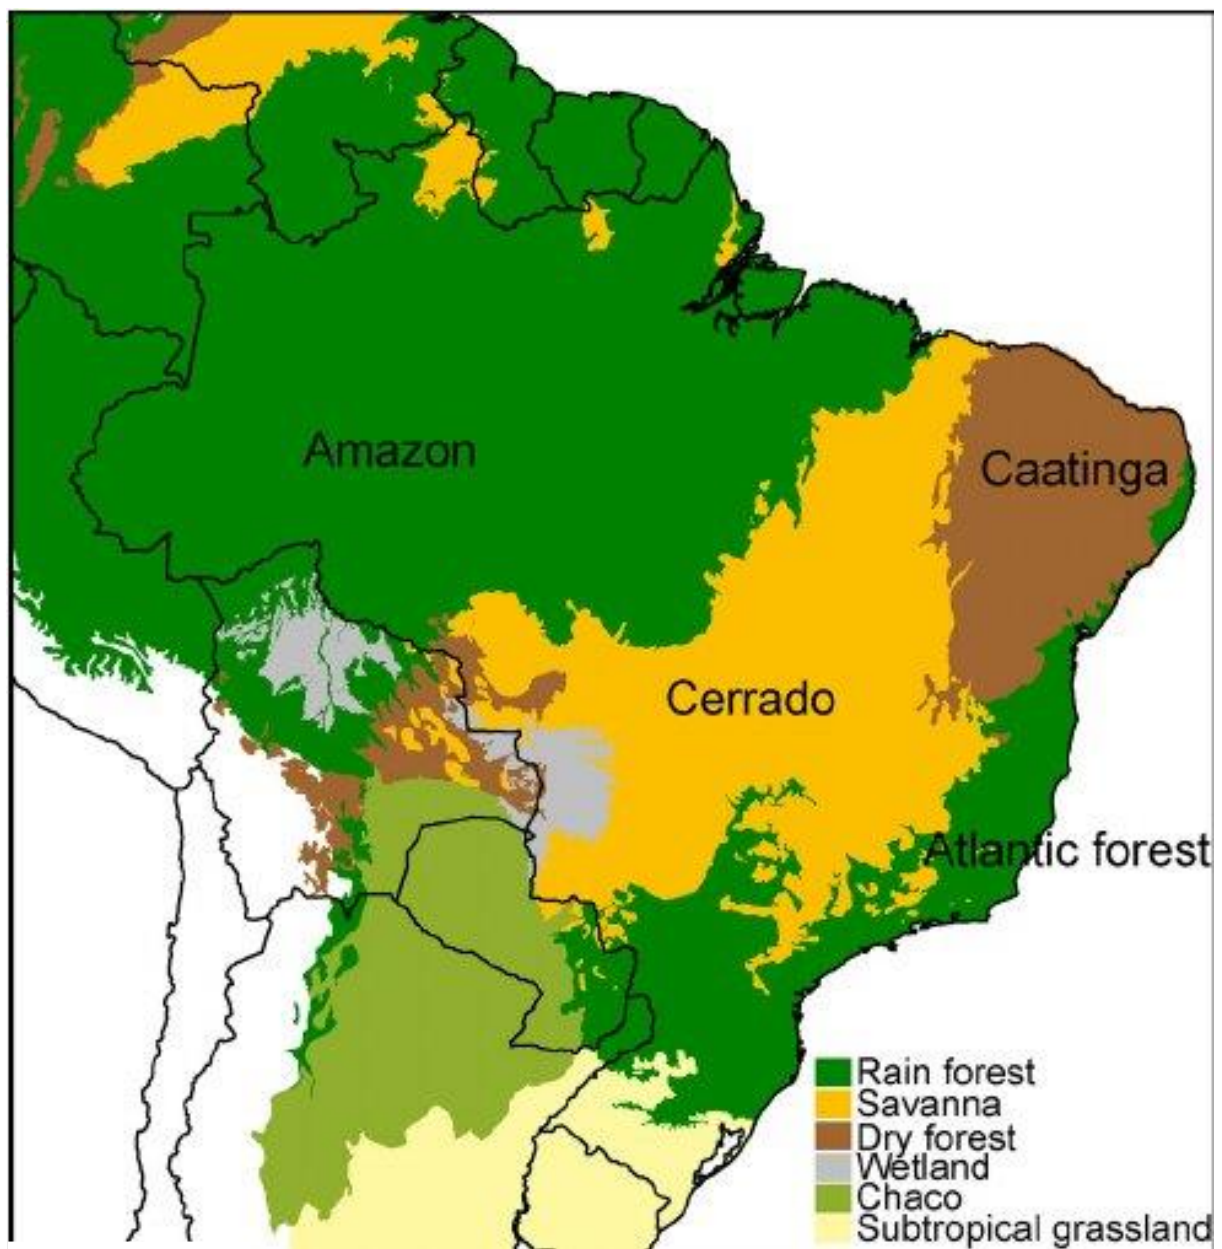 Amazon
Caatinga
Cerrado
Atlantic forest
Rain forest
Savanna
Dry forest
Wetland
Chaco
Subtropical grassland